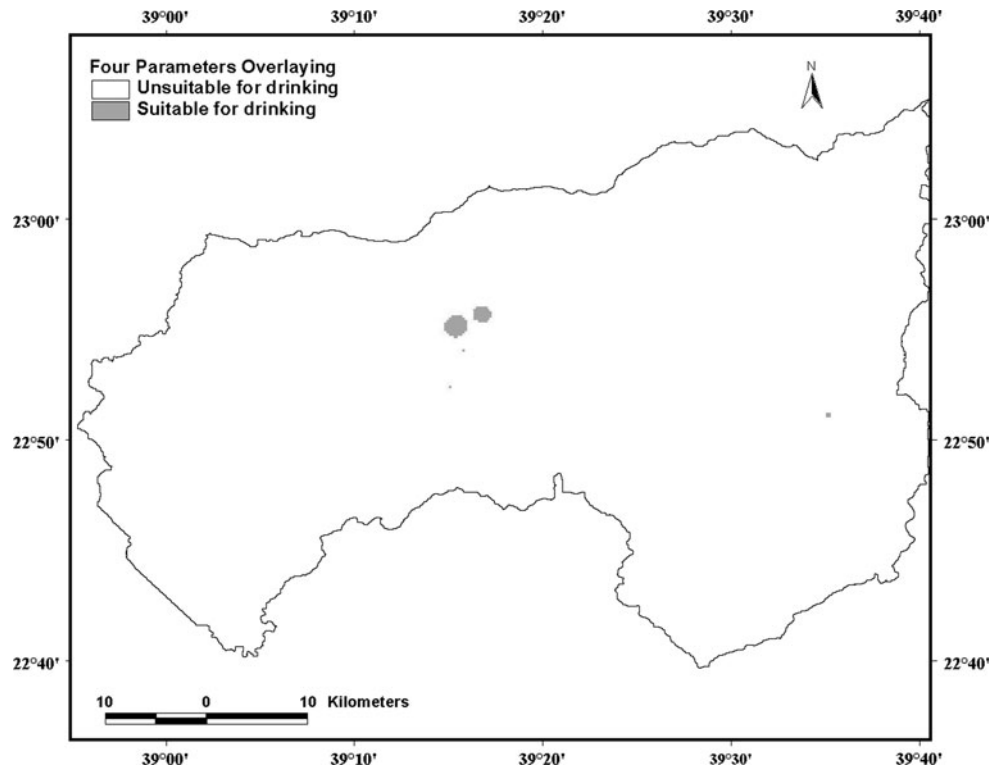 39°00' 39°10' 39°20' 39°30' 39°40'
Four Parameters Overlaying
Unsuitable for drinking
Suitable for drinking
N
23°00' 23°00'
22°50' 22°50'
22°40' 22°40'
10 0 10 Kilometers
39°00' 39°10' 39°20' 39°30' 39°40'